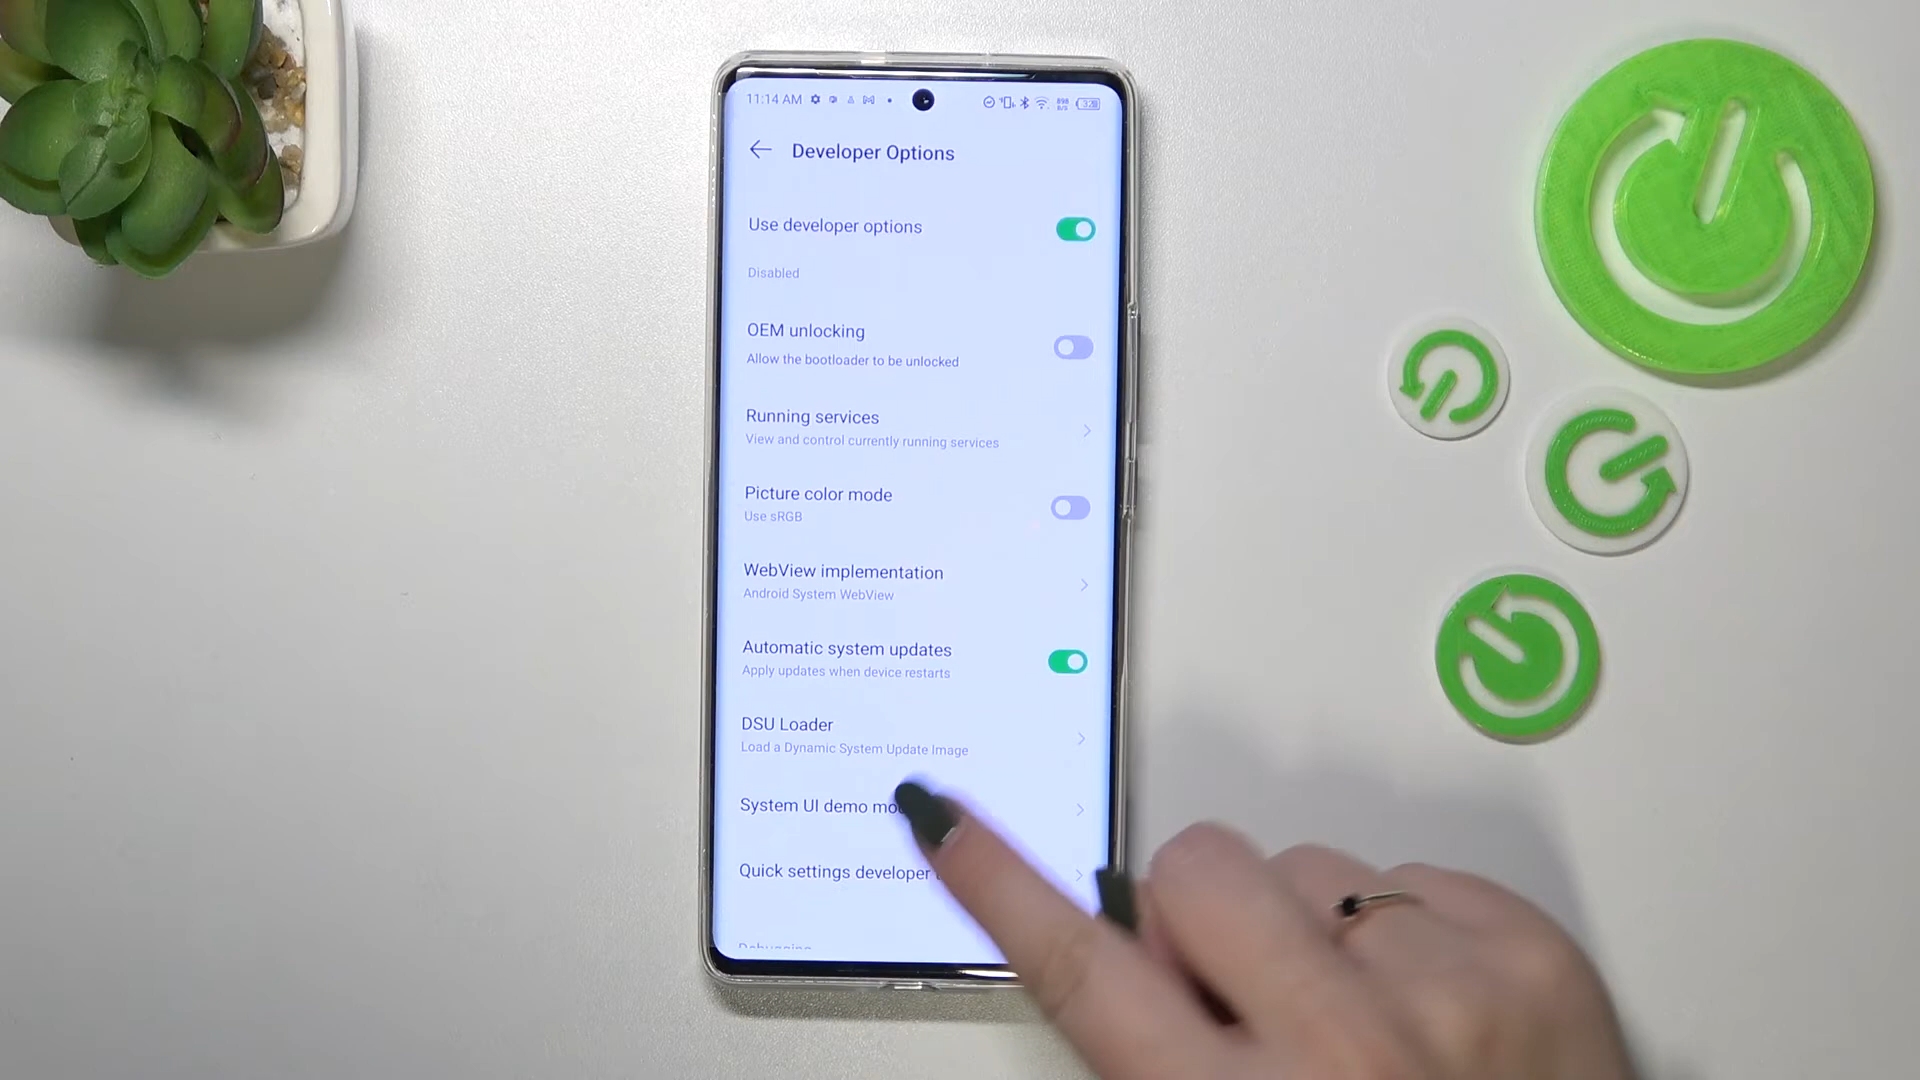 11:14 AM
Developer Options
Use developer options
Disabled
OEM unlocking
Allow the bootloader to be unlocked
Running services
View and control currently running services
Picture color mode
Use sRGB
WebView implementation
Android System WebView
Automatic system updates
Apply updates when device restarts
DSU Loader
Load a Dynamic System Update Image
System UI demo
Quick settings developer
Debugging